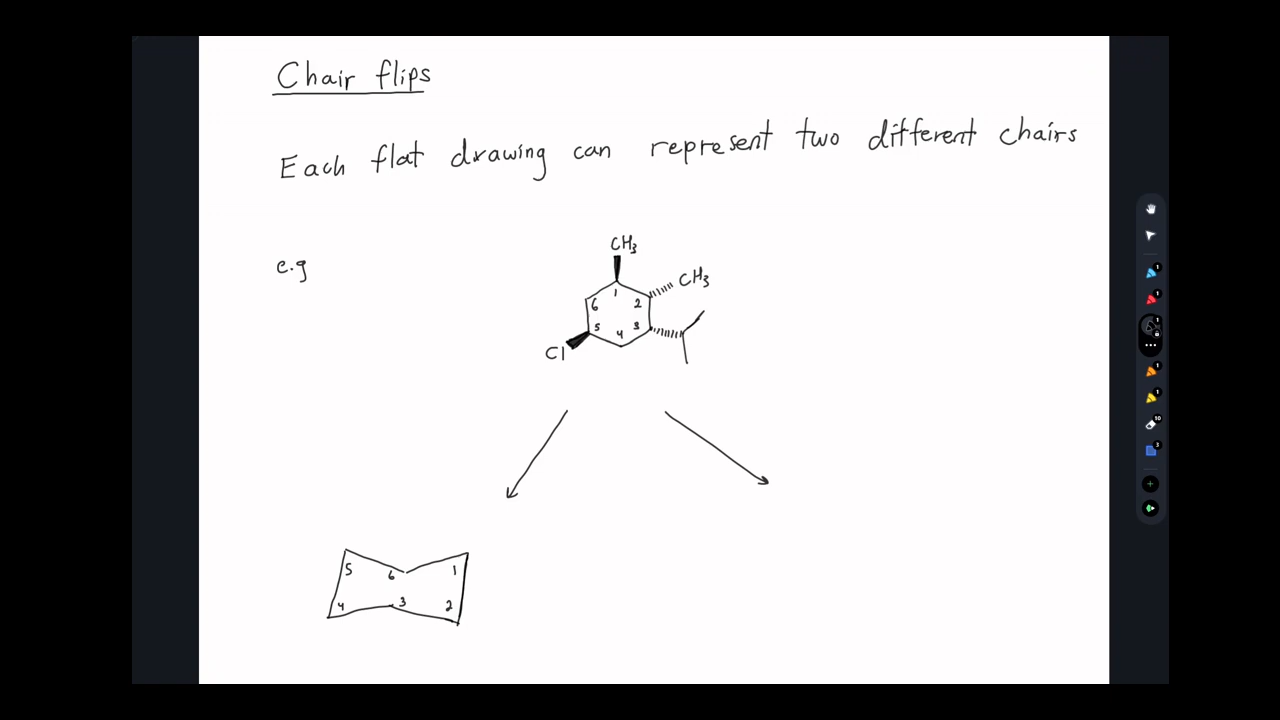 Chair flips
Each flat drawing can represent two different chairs
e.g
CH3
CH3
1
6 2
5 3
4
Cl
5 6 1
4 3 2